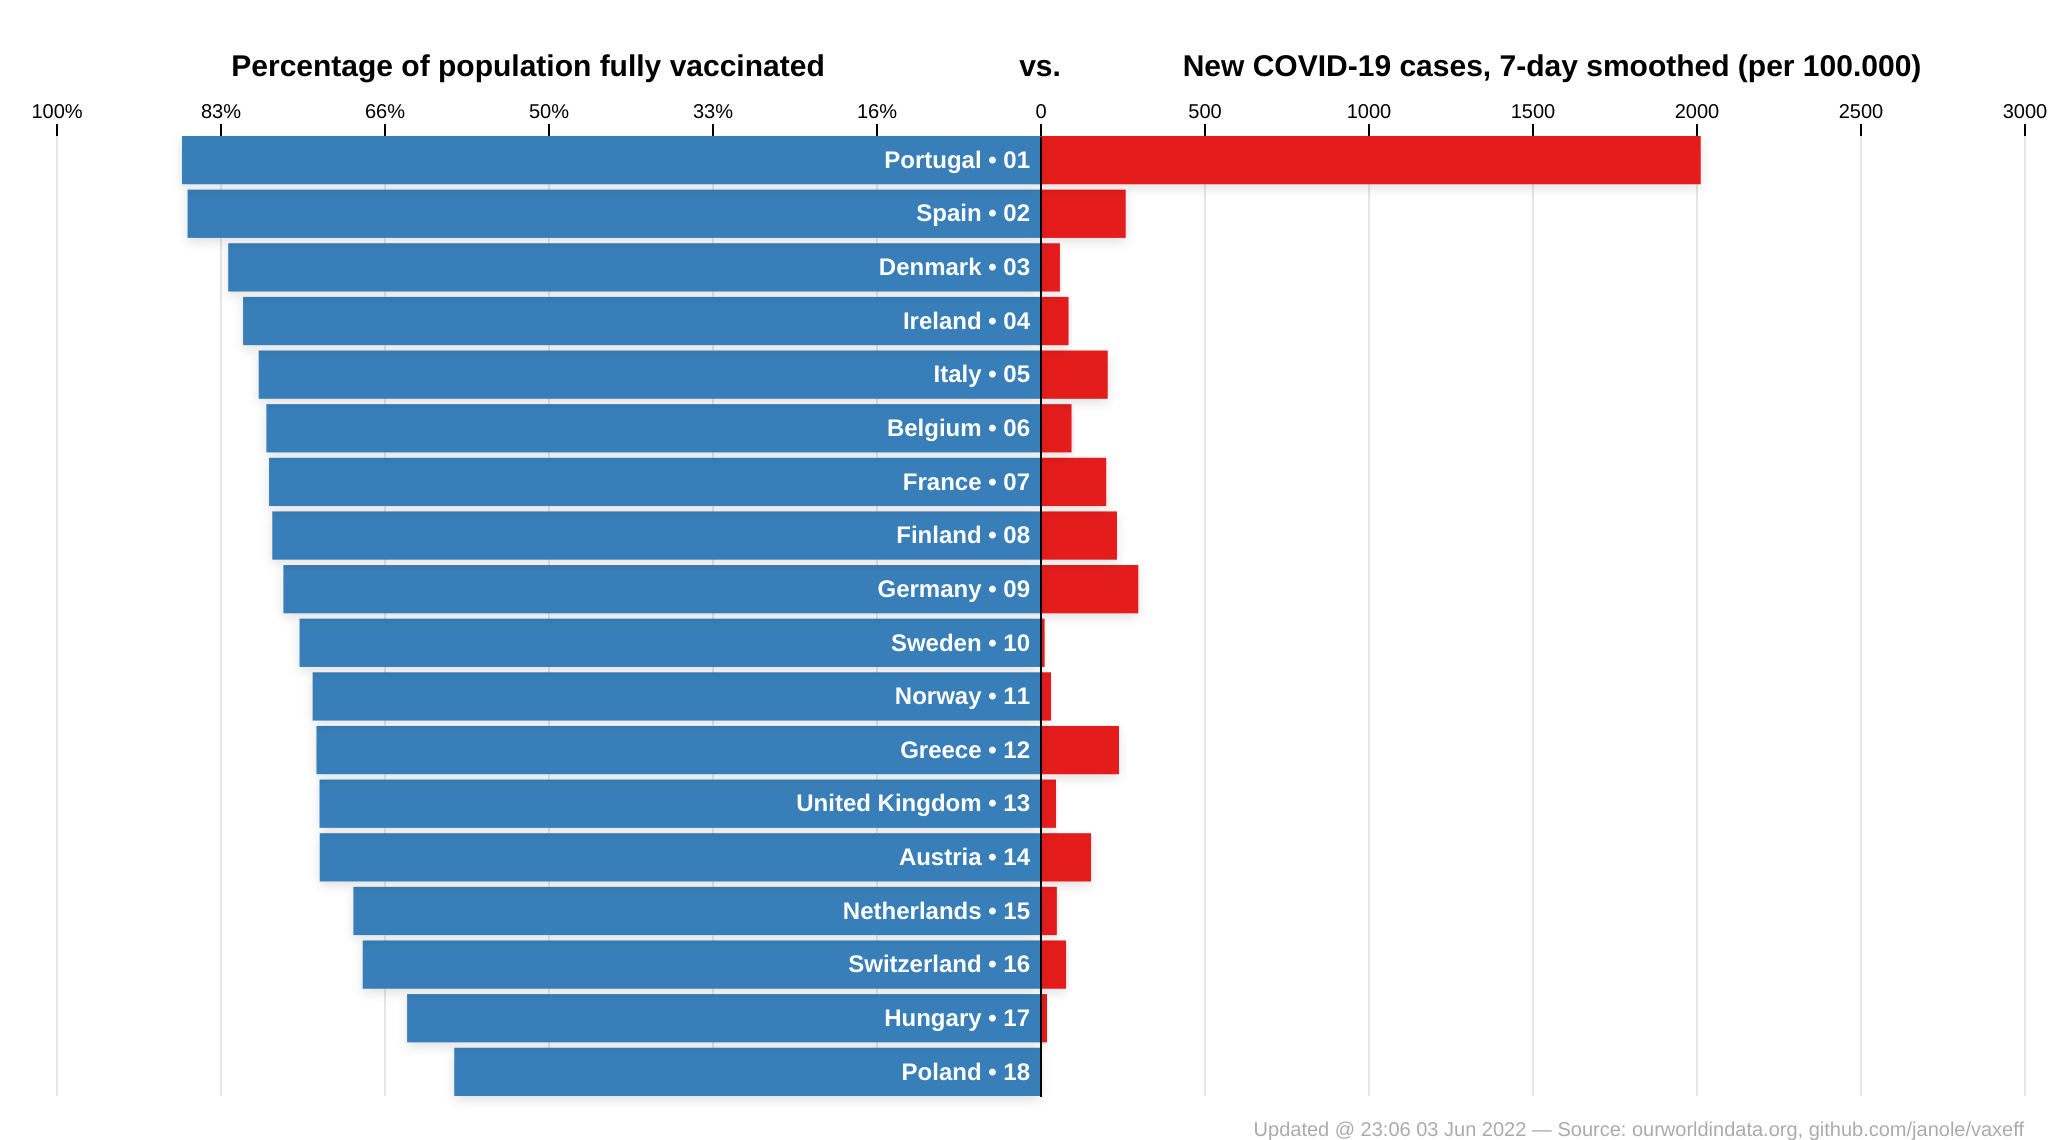 Percentage of population fully vaccinated vs. New COVID-19 cases, 7-day smoothed (per 100.000)
100% 83% 66% 50% 33% 16% 0 500 1000 1500 2000 2500 3000
Portugal • 01
Spain • 02
Denmark • 03
Ireland • 04
Italy • 05
Belgium • 06
France • 07
Finland • 08
Germany • 09
Sweden • 10
Norway • 11
Greece • 12
United Kingdom • 13
Austria • 14
Netherlands • 15
Switzerland • 16
Hungary • 17
Poland • 18
Updated @ 23:06 03 Jun 2022 — Source: ourworldindata.org, github.com/janole/vaxeff